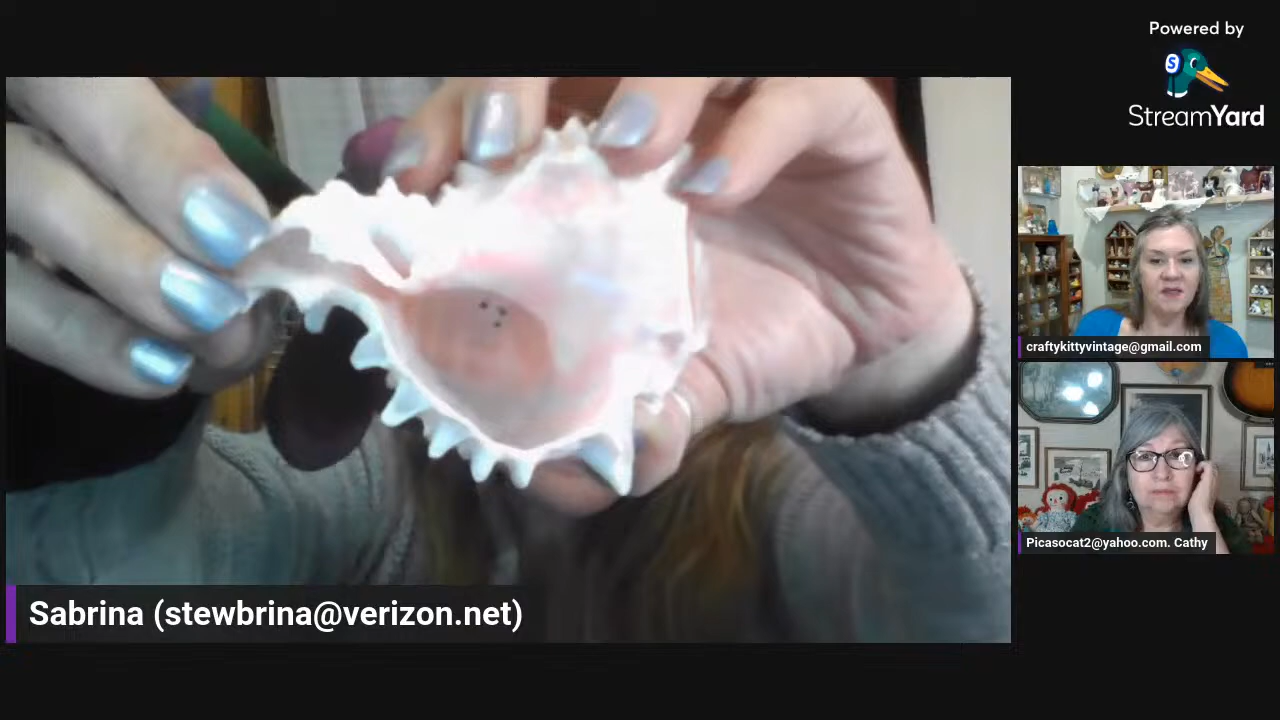 Powered by
StreamYard
craftykittyvintage@gmail.com
Picasocat2@yahoo.com. Cathy
Sabrina (stewbrina@verizon.net)